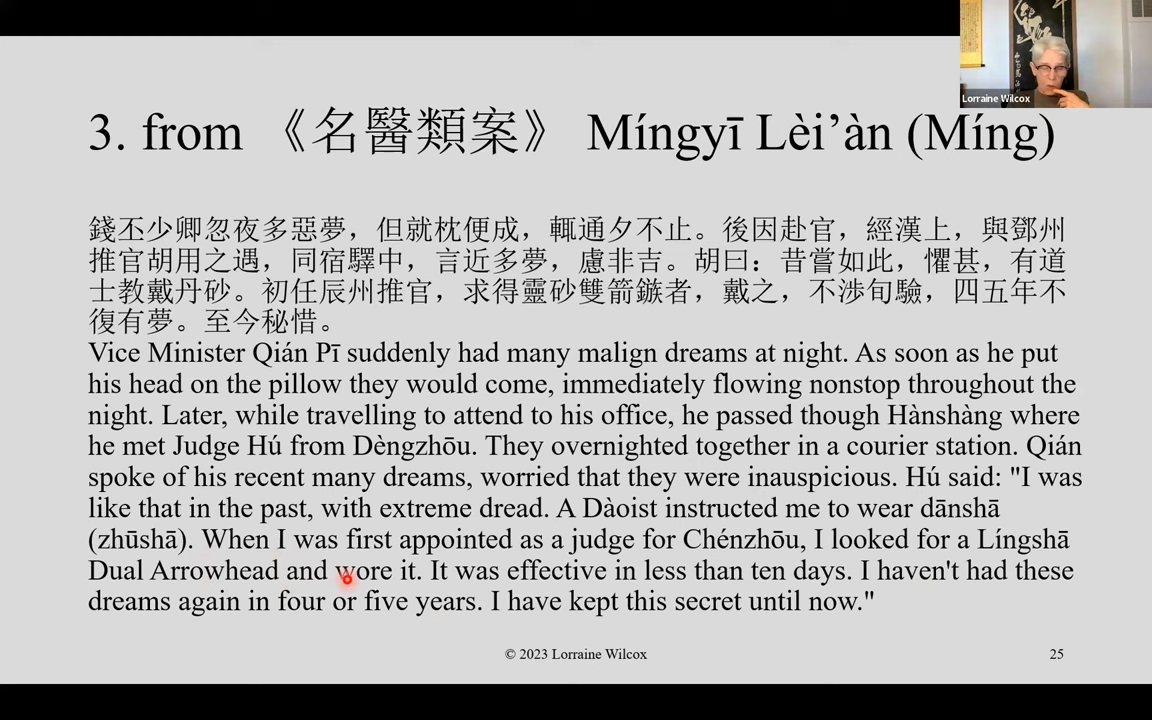 Lorraine Wilcox
3. from 《名醫類案》 Míngyī Lèi’àn (Míng)
錢丕少卿忽夜多惡夢，但就枕便成，輒通夕不止。後因赴官，經漢上，與鄧州
推官胡用之遇，同宿驛中，言近多夢，慮非吉。胡曰：昔嘗如此，懼甚，有道
士教戴丹砂。初任辰州推官，求得靈砂雙箭鏃者，戴之，不涉旬驗，四五年不
復有夢。至今秘惜。
Vice Minister Qián Pī suddenly had many malign dreams at night. As soon as he put
his head on the pillow they would come, immediately flowing nonstop throughout the
night. Later, while travelling to attend to his office, he passed though Hànshàng where
he met Judge Hú from Dèngzhōu. They overnighted together in a courier station. Qián
spoke of his recent many dreams, worried that they were inauspicious. Hú said: "I was
like that in the past, with extreme dread. A Dàoist instructed me to wear dānshā
(zhūshā). When I was first appointed as a judge for Chénzhōu, I looked for a Língshā
Dual Arrowhead and wore it. It was effective in less than ten days. I haven't had these
dreams again in four or five years. I have kept this secret until now."
© 2023 Lorraine Wilcox
25